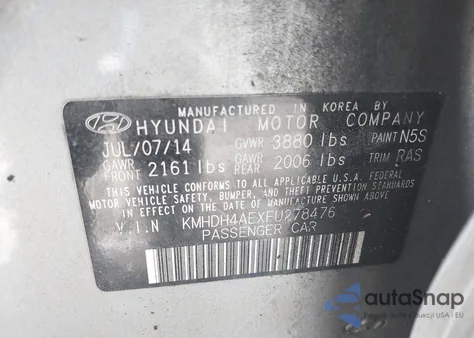 MANUFACTURED IN KOREA BY
HYUNDAI MOTOR COMPANY
JUL/07/14 GVWR 3880 lbs PAINT N5S
GAWR FRONT 2161 lbs GAWR REAR 2006 lbs TRIM RAS
THIS VEHICLE CONFORMS TO ALL APPLICABLE U.S.A. FEDERAL
MOTOR VEHICLE SAFETY, BUMPER, AND THEFT PREVENTION STANDARDS
IN EFFECT ON THE DATE OF MANUFACTURE SHOWN ABOVE
V.I.N KMHDH4AEXFU278476
PASSENGER CAR
autoSnap
USA i EU